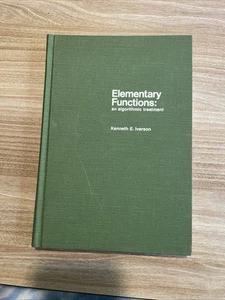 Elementary
Functions:
an algorithmic treatment
Kenneth E. Iverson